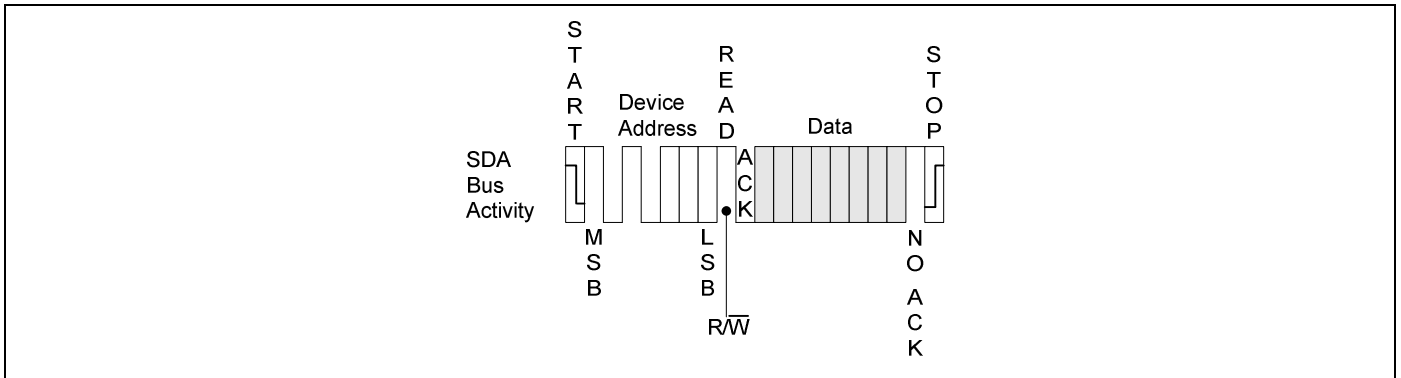 START
READ
STOP
Device
Address
Data
SDA
Bus
Activity
ACK
MSB
LSB
NO ACK
R/W̅